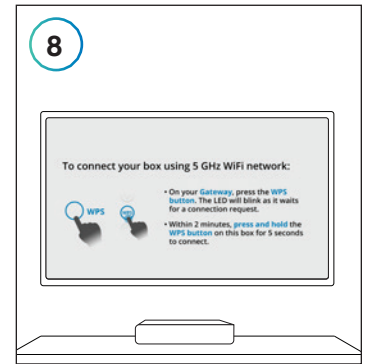 8
To connect your box using 5 GHz WiFi network:
WPS
• On your Gateway, press the WPS
button. The LED will blink as it waits
for a connection request.
• Within 2 minutes, press and hold the
WPS button on this box for 5 seconds
to connect.